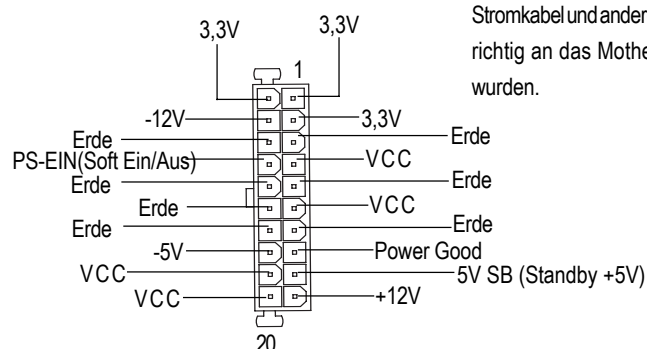 Stromkabel und ander
richtig an das Mothe
wurden.
3,3V 3,3V
1
-12V 3,3V
Erde Erde
PS-EIN(Soft Ein/Aus) VCC
Erde Erde
Erde VCC
Erde Erde
-5V Power Good
VCC 5V SB (Standby +5V)
VCC +12V
20